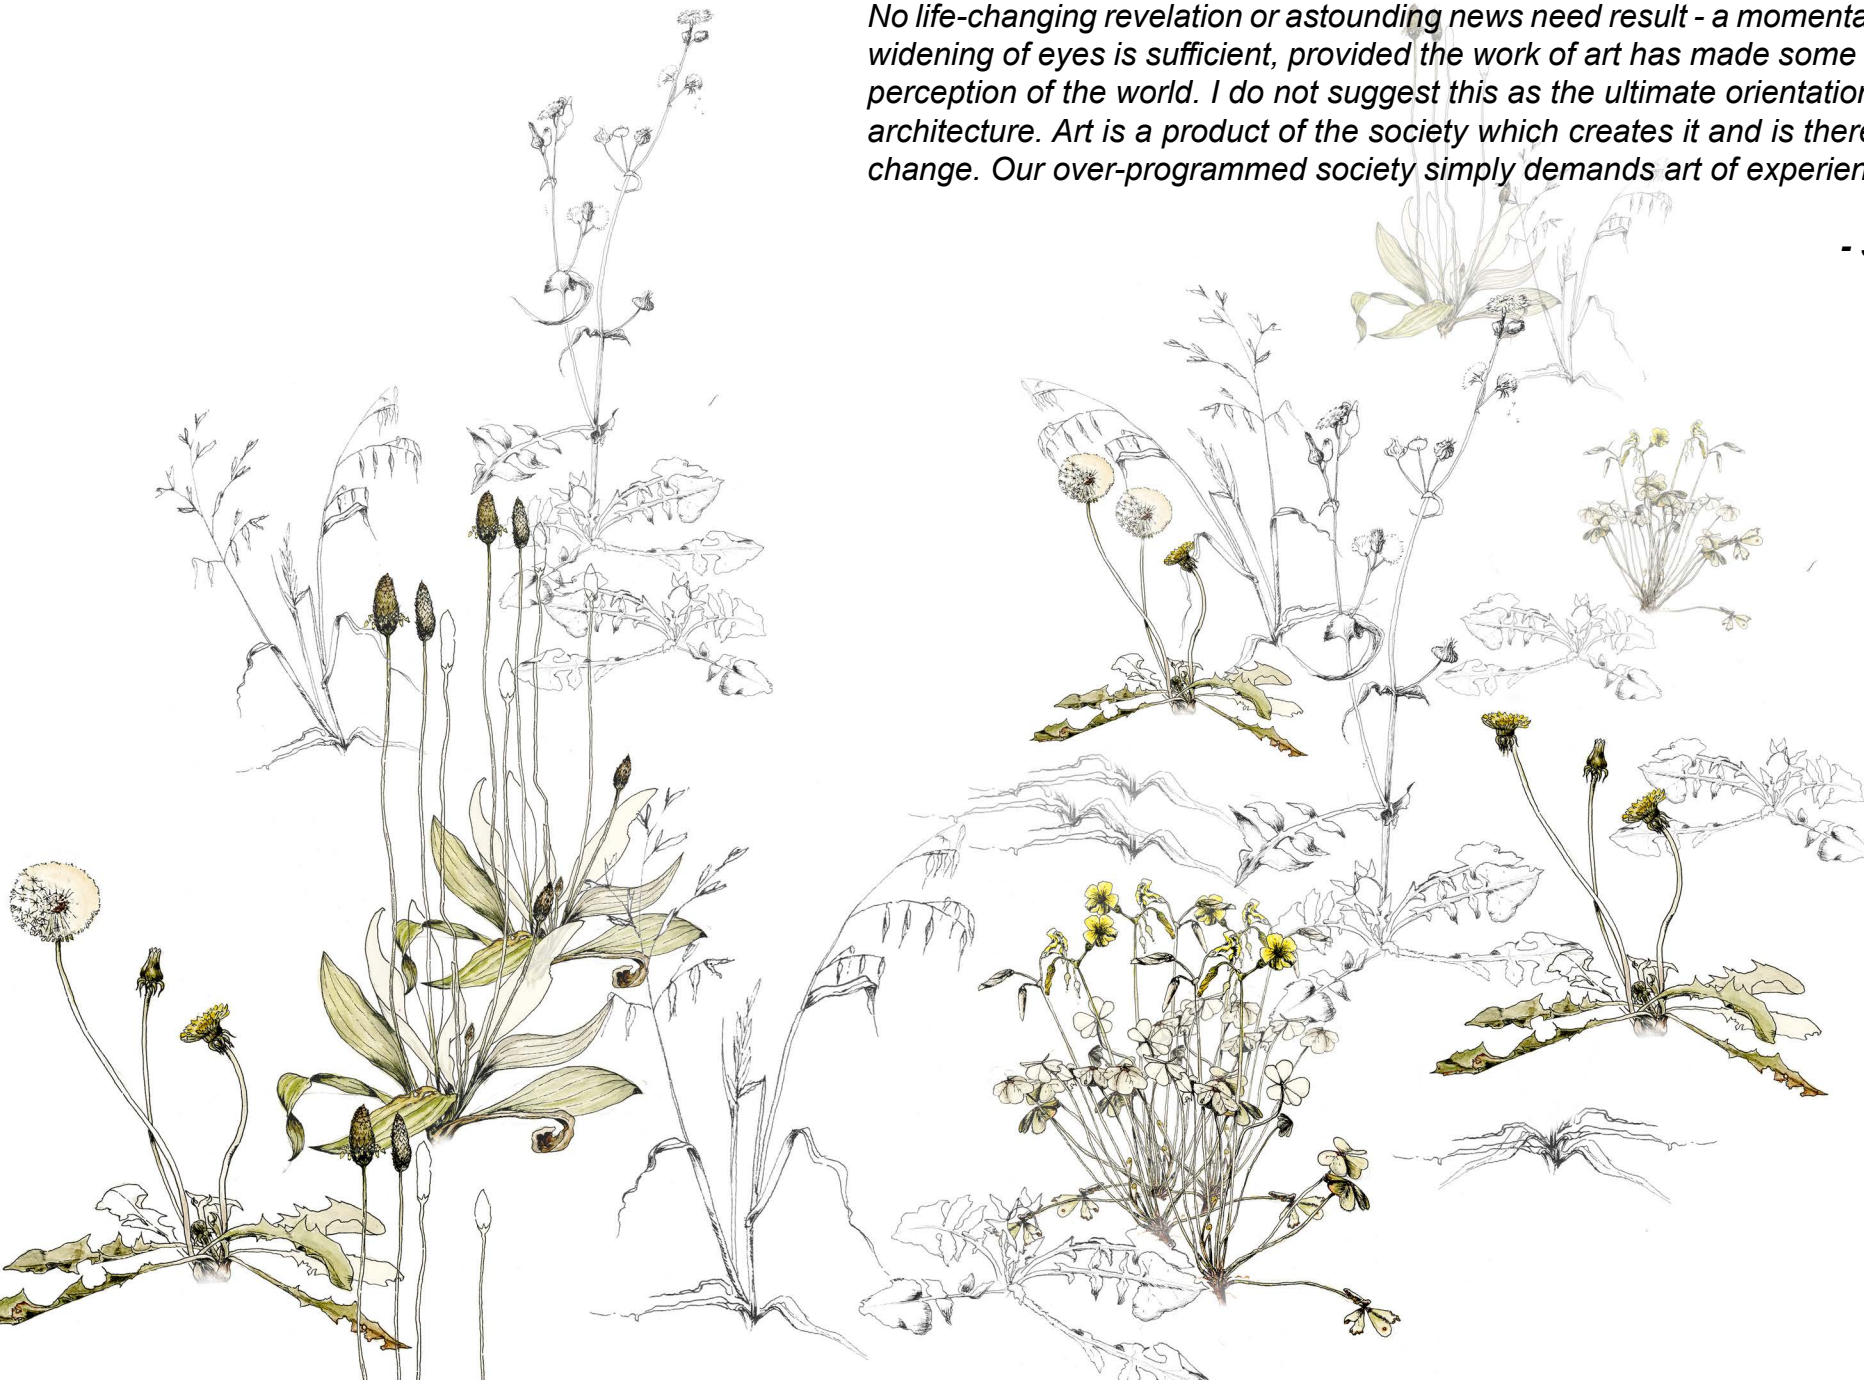 No life-changing revelation or astounding news need result - a momenta
widening of eyes is sufficient, provided the work of art has made some
perception of the world. I do not suggest this as the ultimate orientation
architecture. Art is a product of the society which creates it and is there
change. Our over-programmed society simply demands art of experien
-